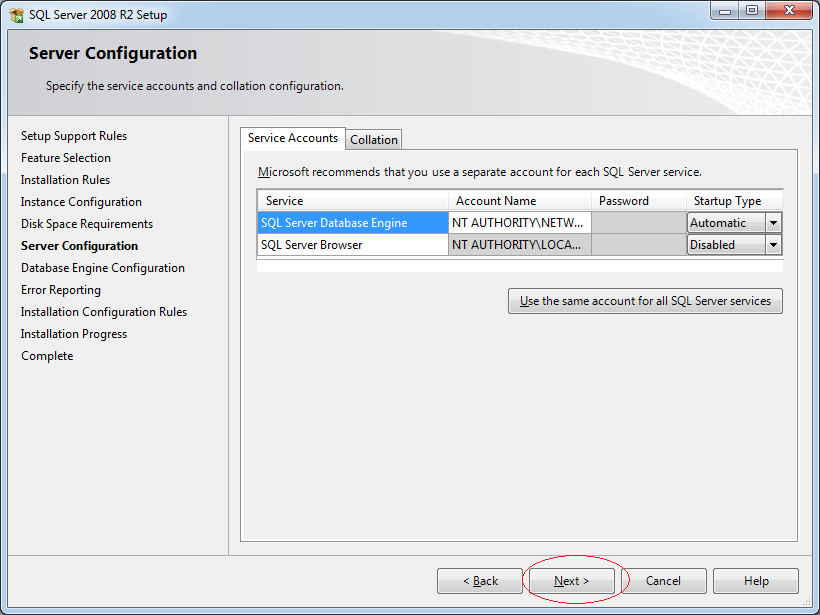 SQL Server 2008 R2 Setup
Server Configuration
Specify the service accounts and collation configuration.
Setup Support Rules
Feature Selection
Installation Rules
Instance Configuration
Disk Space Requirements
Server Configuration
Database Engine Configuration
Error Reporting
Installation Configuration Rules
Installation Progress
Complete
Service Accounts Collation
Microsoft recommends that you use a separate account for each SQL Server service.
Service Account Name Password Startup Type
SQL Server Database Engine NT AUTHORITY\NETW... Automatic
SQL Server Browser NT AUTHORITY\LOCA... Disabled
Use the same account for all SQL Server services
< Back Next > Cancel Help